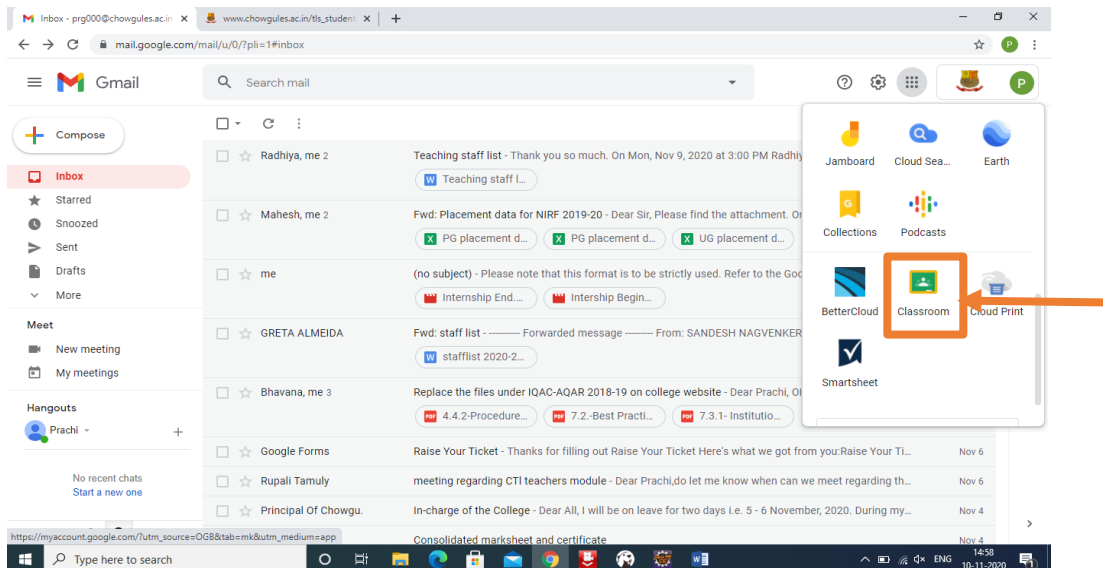 Inbox - prg000@chowgules.ac.in
www.chowgules.ac.in/tls_student
mail.google.com/mail/u/0/?pli=1#inbox
P
Gmail
Search mail
P
Compose
Inbox
Starred
Snoozed
Sent
Drafts
More
Meet
New meeting
My meetings
Hangouts
Prachi
No recent chats
Start a new one
Radhiya, me 2
Teaching staff list - Thank you so much. On Mon, Nov 9, 2020 at 3:00 PM Radhiy
W Teaching staff l...
Mahesh, me 2
Fwd: Placement data for NIRF 2019-20 - Dear Sir, Please find the attachment. Or
X PG placement d...
X PG placement d...
X UG placement d...
me
(no subject) - Please note that this format is to be strictly used. Refer to the Goo
Internship End....
Intership Begin...
GRETA ALMEIDA
Fwd: staff list - ---------- Forwarded message --------- From: SANDESH NAGVENKER
W stafflist 2020-2...
Bhavana, me 3
Replace the files under IQAC-AQAR 2018-19 on college website - Dear Prachi, Ol
PDF 4.4.2-Procedure...
PDF 7.2.-Best Practi...
PDF 7.3.1- Institutio...
Google Forms
Raise Your Ticket - Thanks for filling out Raise Your Ticket Here's what we got from you:Raise Your Ti...
Nov 6
Rupali Tamuly
meeting regarding CTI teachers module - Dear Prachi,do let me know when can we meet regarding th...
Nov 6
Principal Of Chowgu.
In-charge of the College - Dear All, I will be on leave for two days i.e. 5 - 6 November, 2020. During my...
Nov 4
Consolidated marksheet and certificate
Nov 4
Jamboard
Cloud Sea...
Earth
G
Collections
Podcasts
BetterCloud
Classroom
Cloud Print
Smartsheet
https://myaccount.google.com/?utm_source=OGB&tab=mk&utm_medium=app
Type here to search
ENG
14:58
10-11-2020